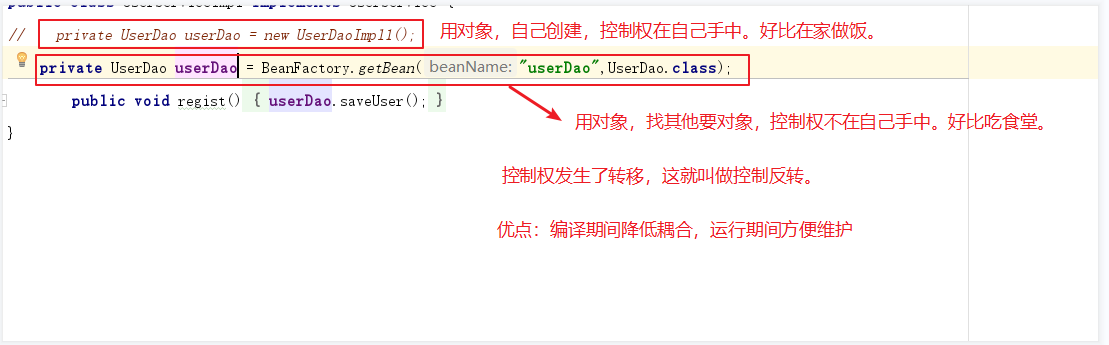 public class UserServiceImpl implements UserService {
// private UserDao userDao = new UserDaoImpl1();
用对象，自己创建，控制权在自己手中。好比在家做饭。
private UserDao userDao = BeanFactory.getBean( beanName: "userDao",UserDao.class);
public void regist() { userDao.saveUser(); }
用对象，找其他要对象，控制权不在自己手中。好比吃食堂。
}
控制权发生了转移，这就叫做控制反转。
优点：编译期间降低耦合，运行期间方便维护